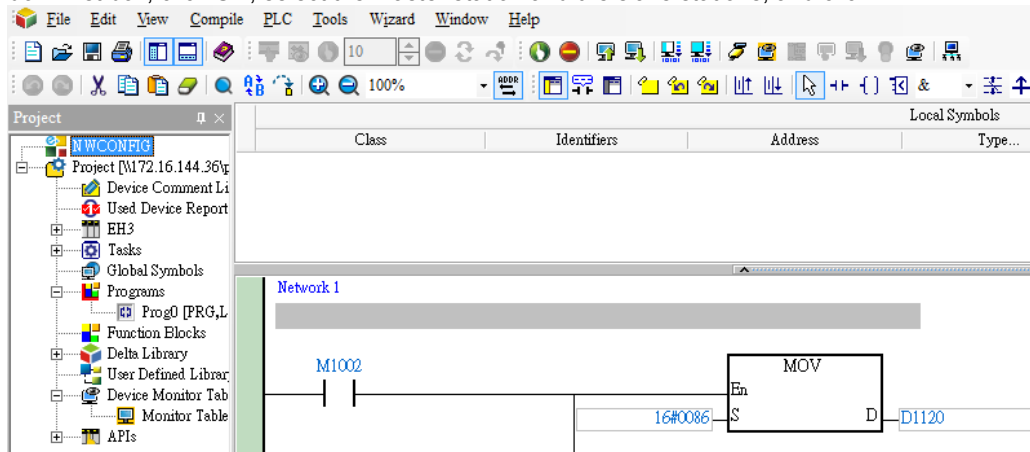 File Edit View Compile PLC Tools Wizard Window Help
10
100%
ADDR
&
Project
Local Symbols
Class Identifiers Address Type...
NWCONFIG
Project [\\172.16.144.36\p
Device Comment Li
Used Device Report
EH3
Tasks
Global Symbols
Programs
Prog0 [PRG,L
Function Blocks
Delta Library
User Defined Librar
Device Monitor Tab
Monitor Table
APIs
Network 1
M1002
MOV
En
16#0086 S D D1120